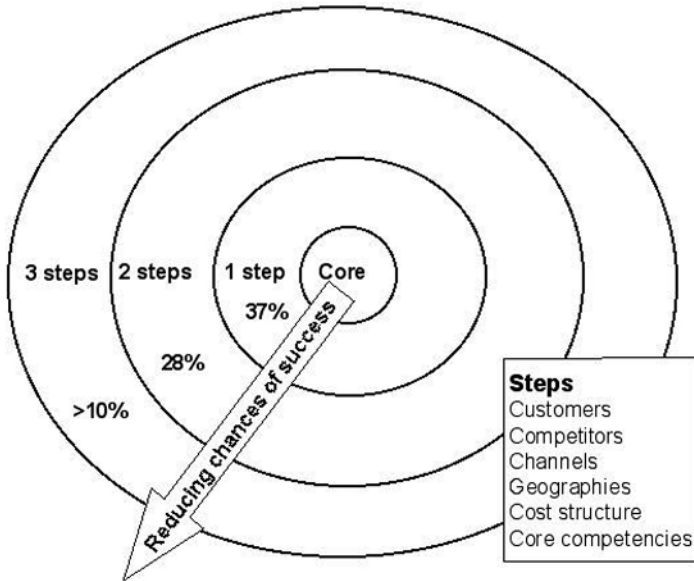 3 steps 2 steps 1 step Core
37%
28%
>10%
Reducing chances of success
Steps
Customers
Competitors
Channels
Geographies
Cost structure
Core competencies